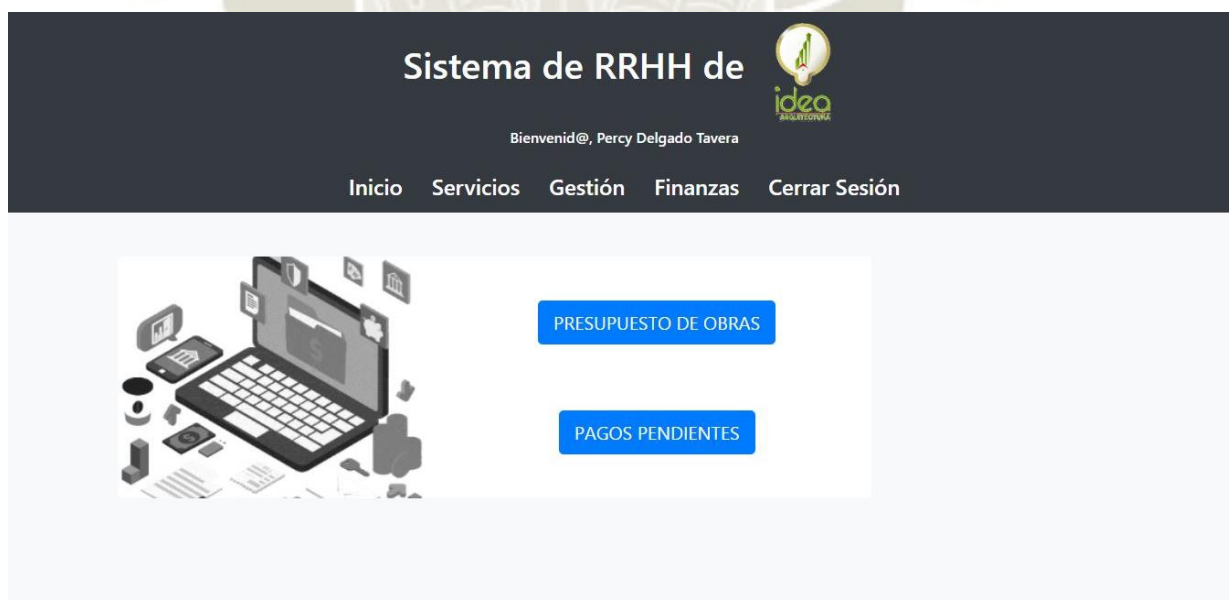 Sistema de RRHH de
idea
ARQUITECTURA
Bienvenid@, Percy Delgado Tavera
Inicio Servicios Gestión Finanzas Cerrar Sesión
PRESUPUESTO DE OBRAS
PAGOS PENDIENTES